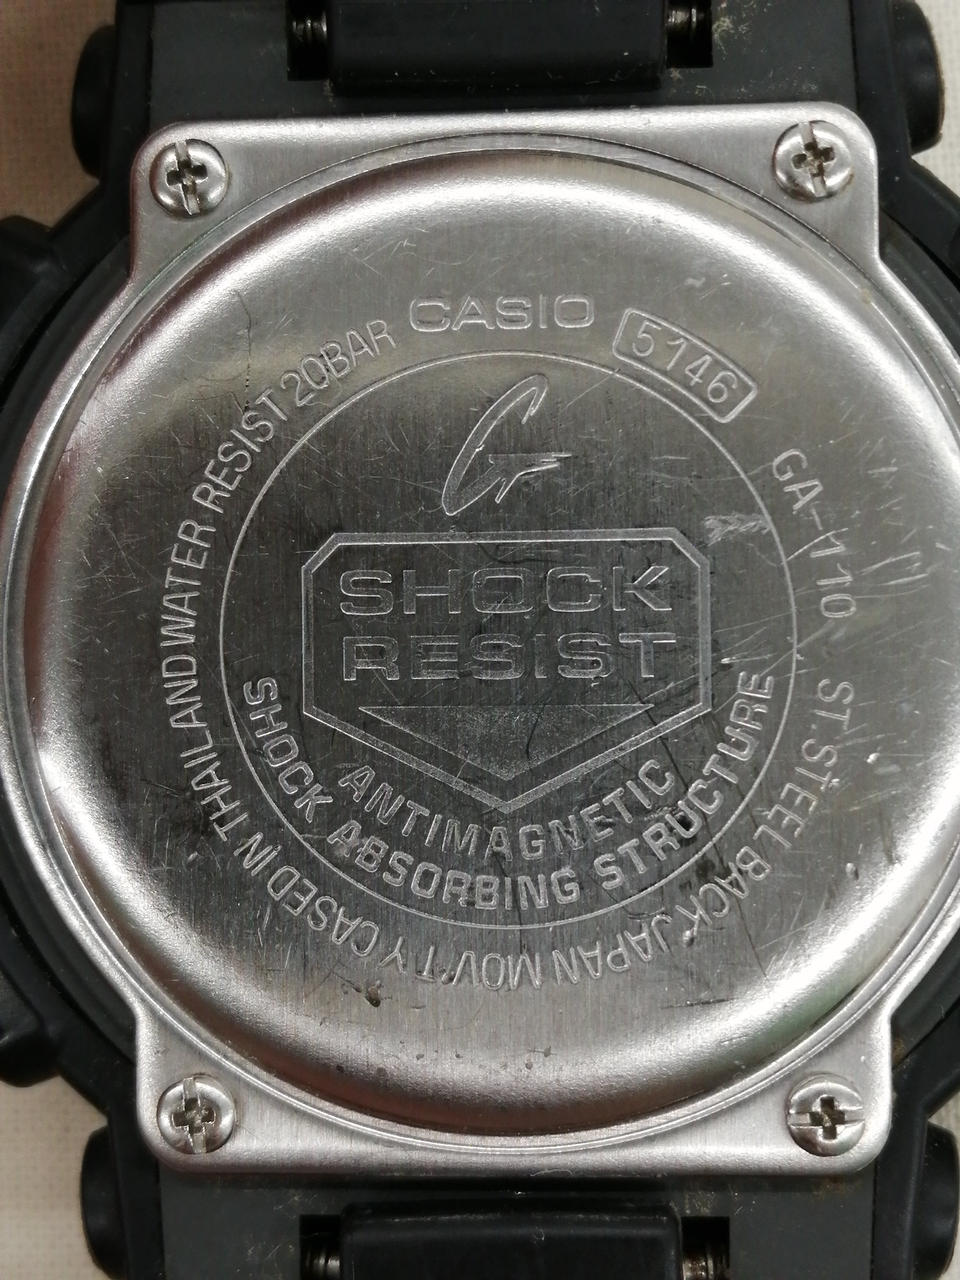 CASIO
5146
GA-110
ST.STEEL BACK
JAPAN MOV'T Y
CASED IN THAILAND
WATER RESIST 20BAR
G
SHOCK
RESIST
ANTIMAGNETIC
SHOCK ABSORBING STRUCTURE